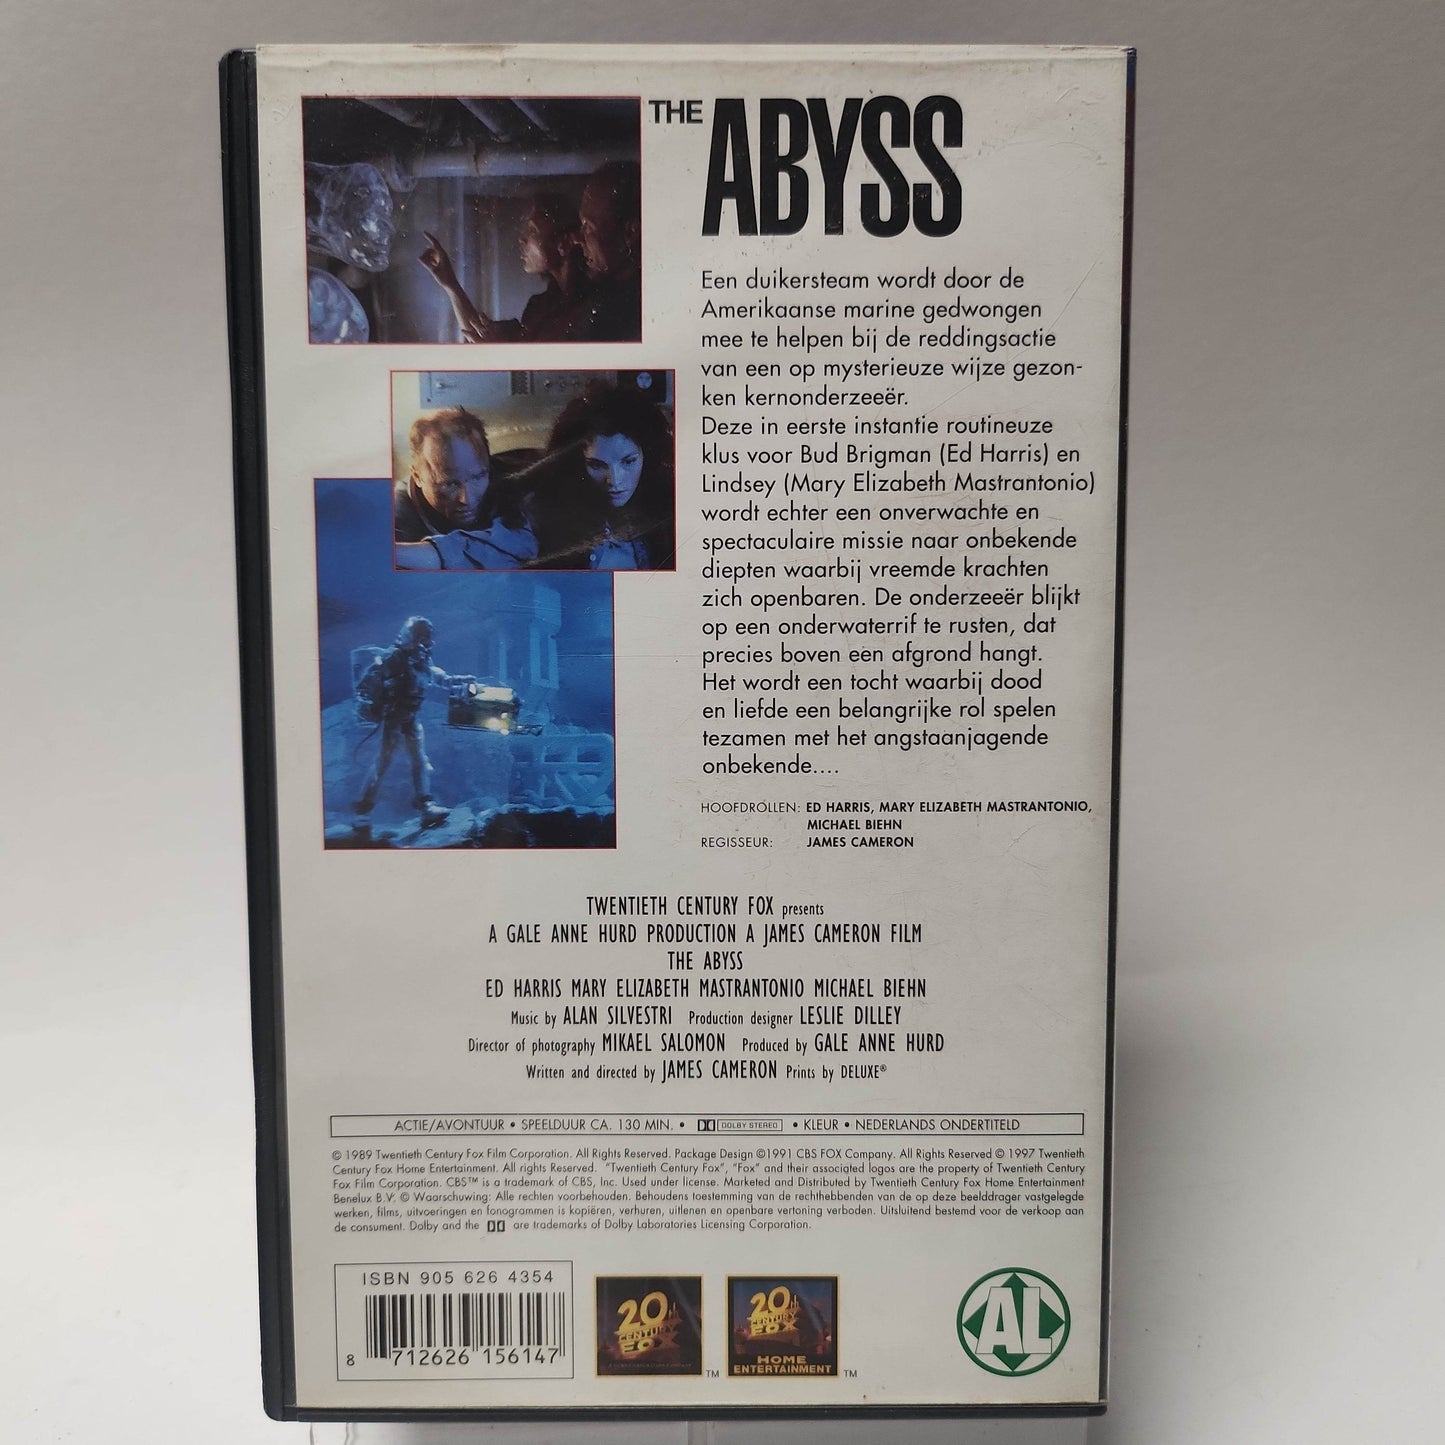 THE ABYSS
Een duikersteam wordt door de
Amerikaanse marine gedwongen
mee te helpen bij de reddingsactie
van een op mysterieuze wijze gezon-
ken kernonderzeeër.
Deze in eerste instantie routineuze
klus voor Bud Brigman (Ed Harris) en
Lindsey (Mary Elizabeth Mastrantonio)
wordt echter een onverwachte en
spectaculaire missie naar onbekende
diepten waarbij vreemde krachten
zich openbaren. De onderzeeër blijkt
op een onderwaterrif te rusten, dat
precies boven een afgrond hangt.
Het wordt een tocht waarbij dood
en liefde een belangrijke rol spelen
tezamen met het angstaanjagende
onbekende....
HOOFDROLLEN: ED HARRIS, MARY ELIZABETH MASTRANTONIO,
MICHAEL BIEHN
REGISSEUR: JAMES CAMERON
TWENTIETH CENTURY FOX presents
A GALE ANNE HURD PRODUCTION A JAMES CAMERON FILM
THE ABYSS
ED HARRIS MARY ELIZABETH MASTRANTONIO MICHAEL BIEHN
Music by ALAN SILVESTRI Production designer LESLIE DILLEY
Director of photography MIKAEL SALOMON Produced by GALE ANNE HURD
Written and directed by JAMES CAMERON Prints by DELUXE®
ACTIE/AVONTUUR • SPEELDUUR CA. 130 MIN. • DOLBY STEREO • KLEUR • NEDERLANDS ONDERTITELD
© 1989 Twentieth Century Fox Film Corporation. All Rights Reserved. Package Design ©1991 CBS FOX Company. All Rights Reserved © 1997 Twentieth
Century Fox Home Entertainment. All rights Reserved. "Twentieth Century Fox", "Fox" and their associated logos are the property of Twentieth Century
Fox Film Corporation. CBS™ is a trademark of CBS, Inc. Used under license. Marketed and Distributed by Twentieth Century Fox Home Entertainment
Benelux B.V. © Waarschuwing: Alle rechten voorbehouden. Behoudens toestemming van de rechthebbenden van de op deze beelddrager vastgelegde
werken, films, uitvoeringen en fonogrammen is kopiëren, verhuren, uitlenen en openbare vertoning verboden. Uitsluitend bestemd voor de verkoop aan
de consument. Dolby and the are trademarks of Dolby Laboratories Licensing Corporation.
ISBN 905 626 4354
8 712626 156147
20th CENTURY FOX TM
20th CENTURY FOX HOME ENTERTAINMENT TM
AL